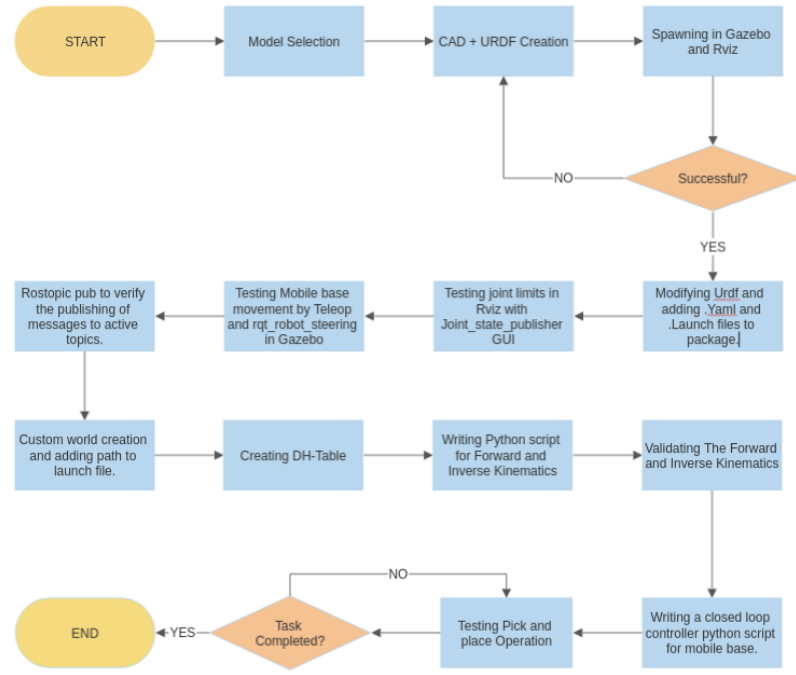 START
Model Selection
CAD + URDF Creation
Spawning in Gazebo
and Rviz
Successful?
NO
YES
Modifying Urdf and
adding .Yaml and
.Launch files to
package.
Testing joint limits in
Rviz with
Joint_state_publisher
GUI
Testing Mobile base
movement by Teleop
and rqt_robot_steering
in Gazebo
Rostopic pub to verify
the publishing of
messages to active
topics.
Custom world creation
and adding path to
launch file.
Creating DH-Table
Writing Python script
for Forward and
Inverse Kinematics
Validating The Forward
and Inverse Kinematics
Writing a closed loop
controller python script
for mobile base.
Testing Pick and
place Operation
Task
Completed?
NO
YES
END